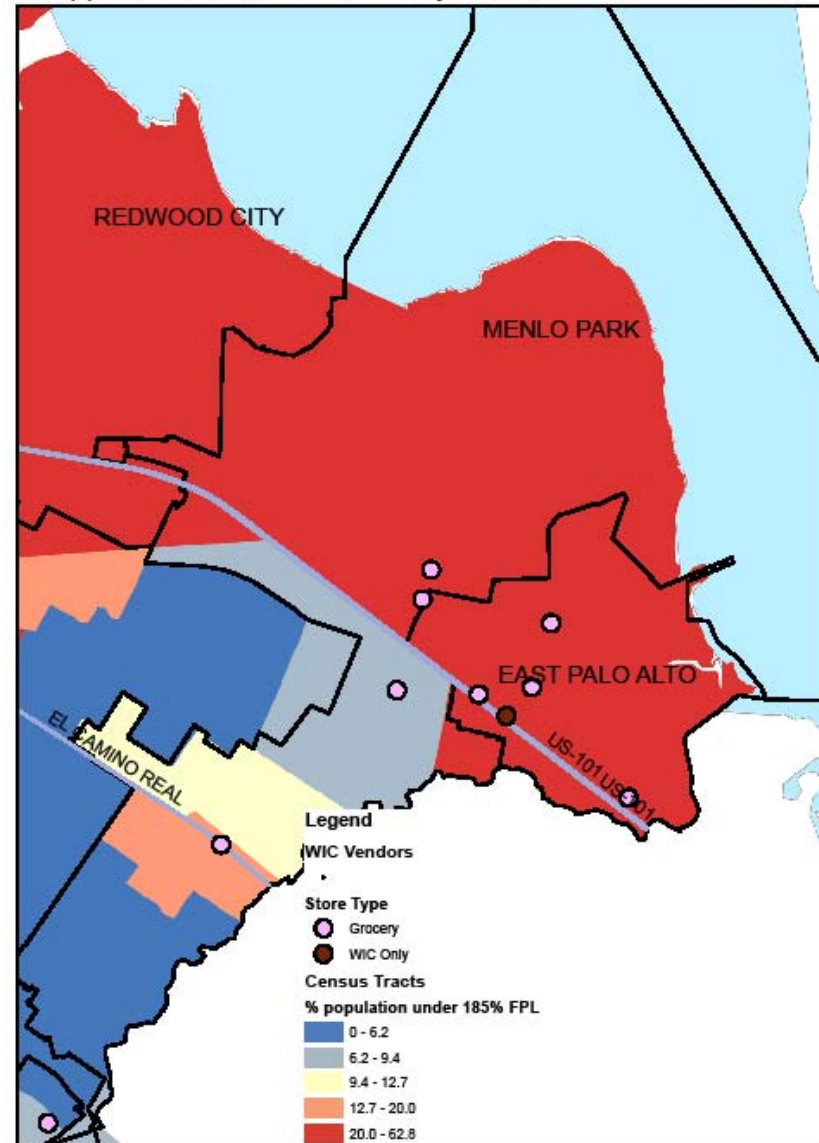 REDWOOD CITY
MENLO PARK
EAST PALO ALTO
EL CAMINO REAL
US-101
Legend
WIC Vendors
Store Type
Grocery
WIC Only
Census Tracts
% population under 185% FPL
0 - 6.2
6.2 - 9.4
9.4 - 12.7
12.7 - 20.0
20.0 - 62.8